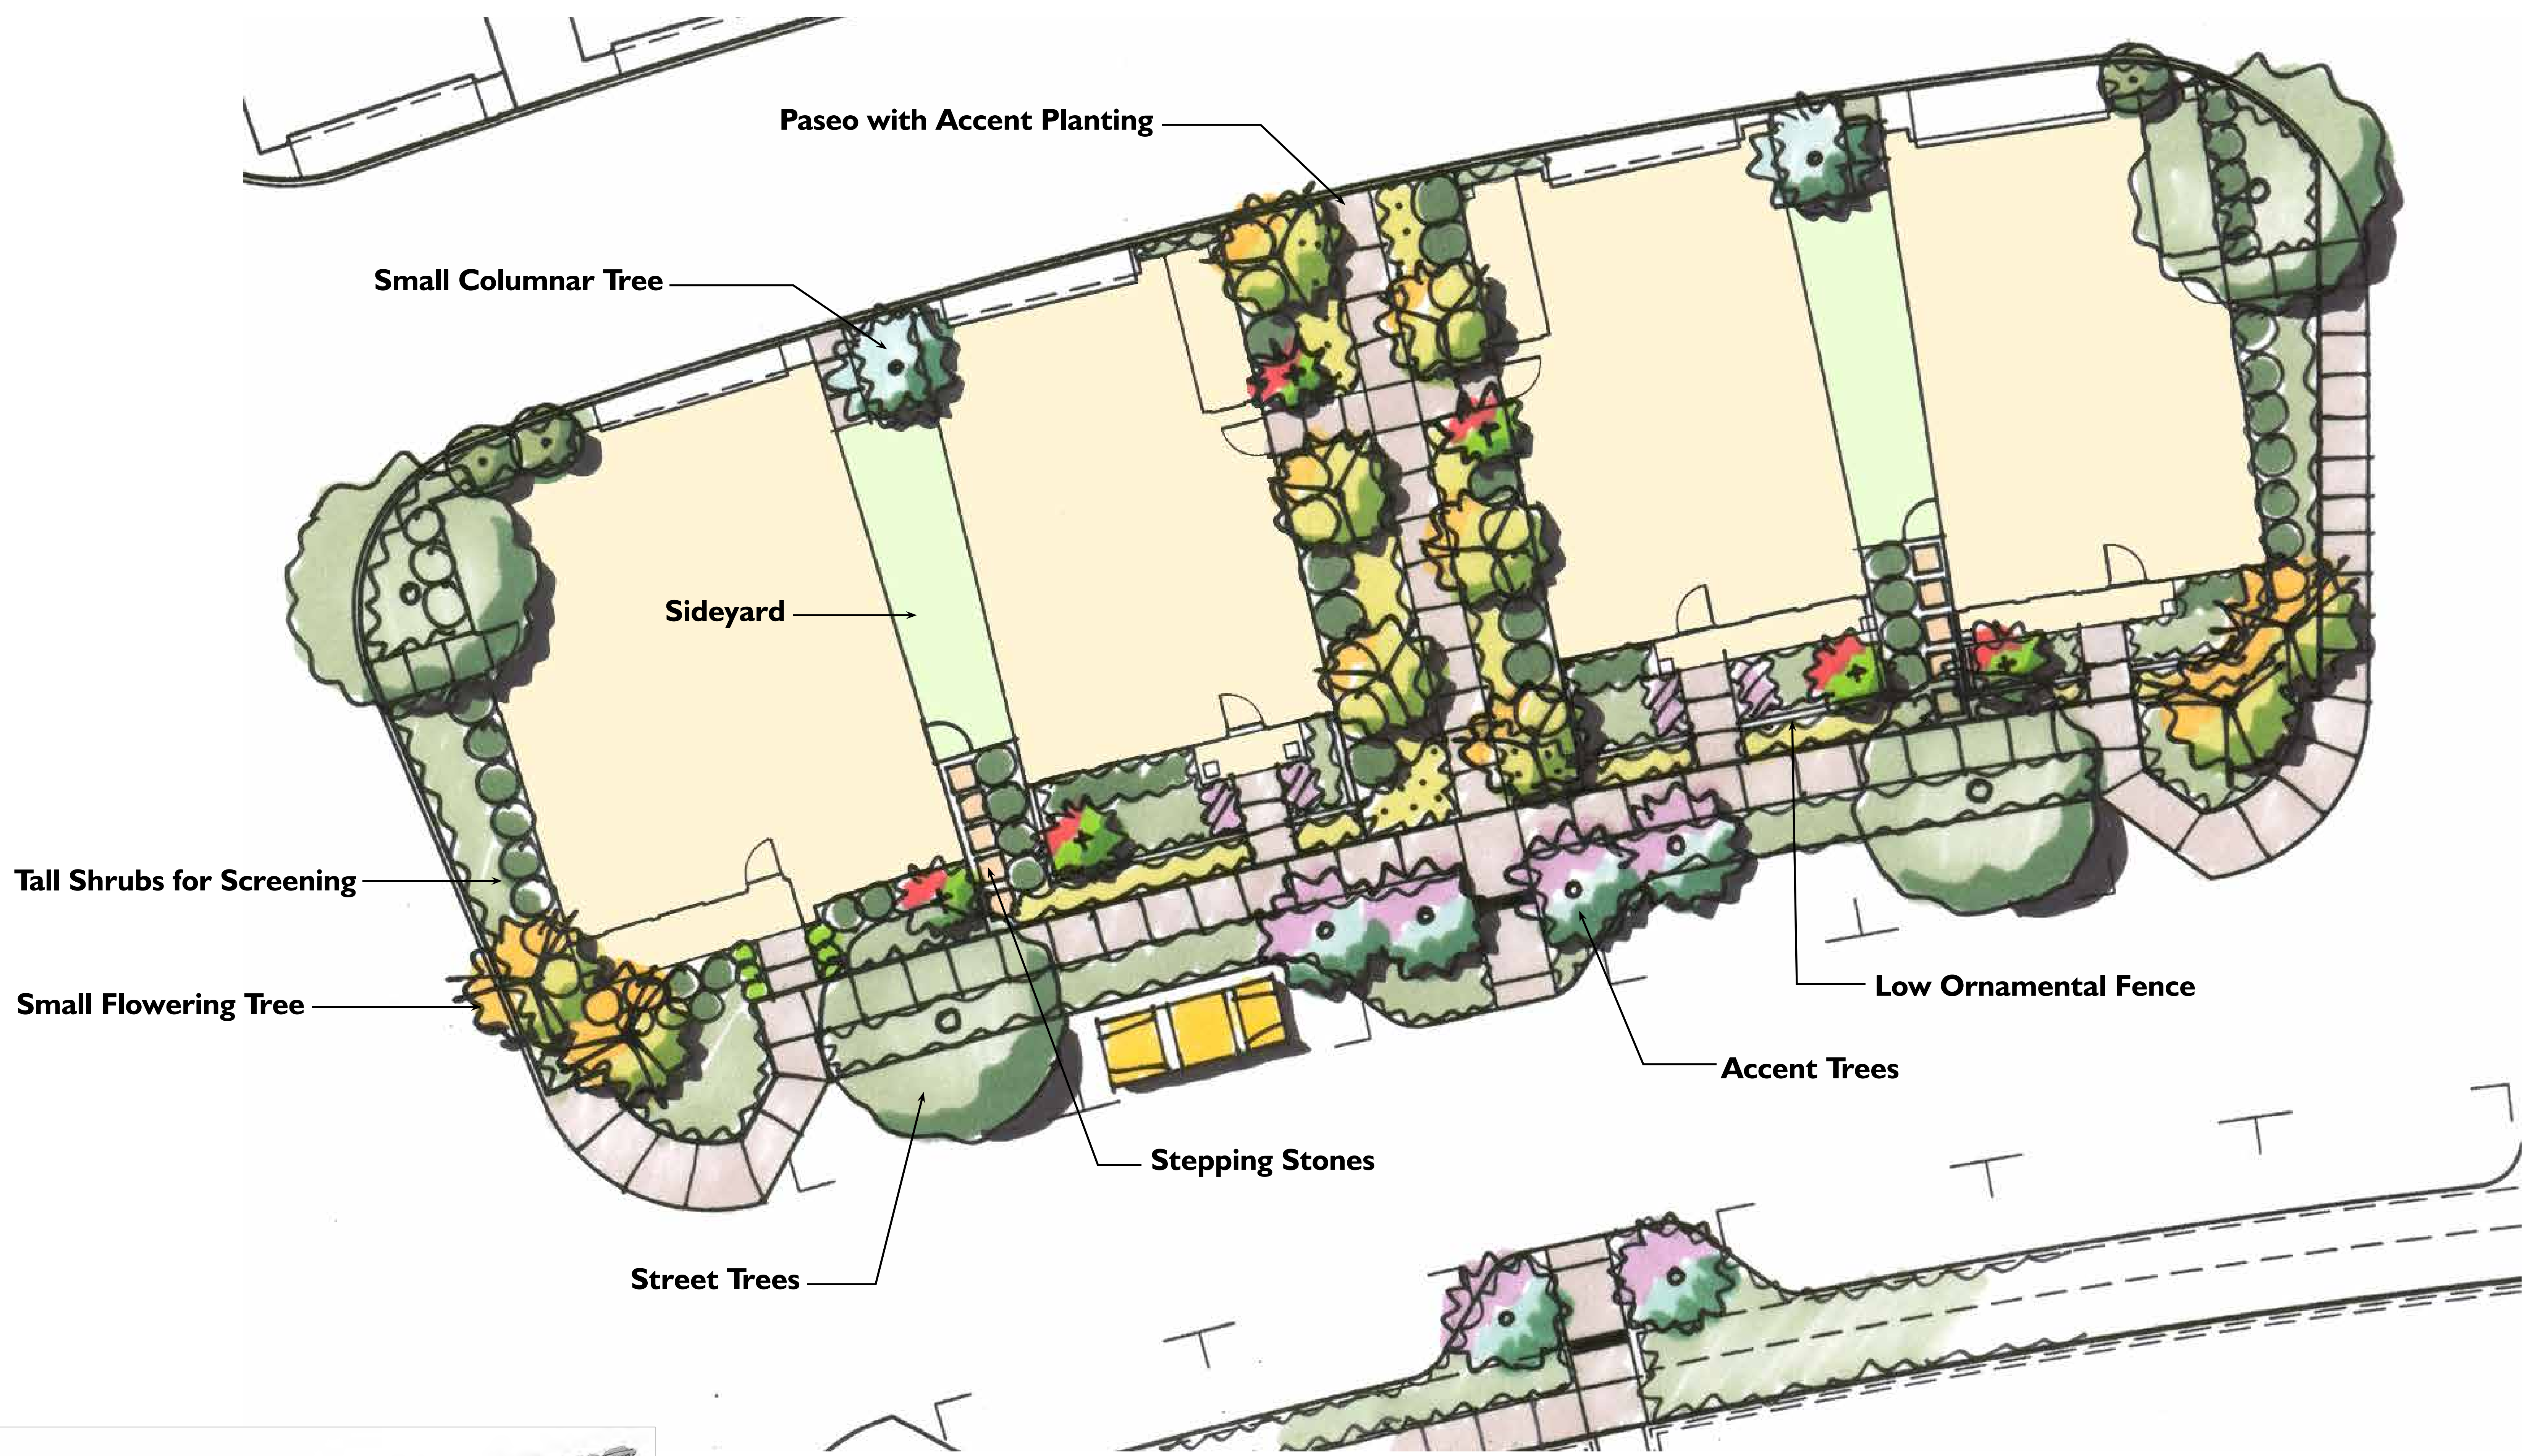 Paseo with Accent Planting
Small Columnar Tree
Sideyard
Tall Shrubs for Screening
Small Flowering Tree
Low Ornamental Fence
Accent Trees
Stepping Stones
Street Trees